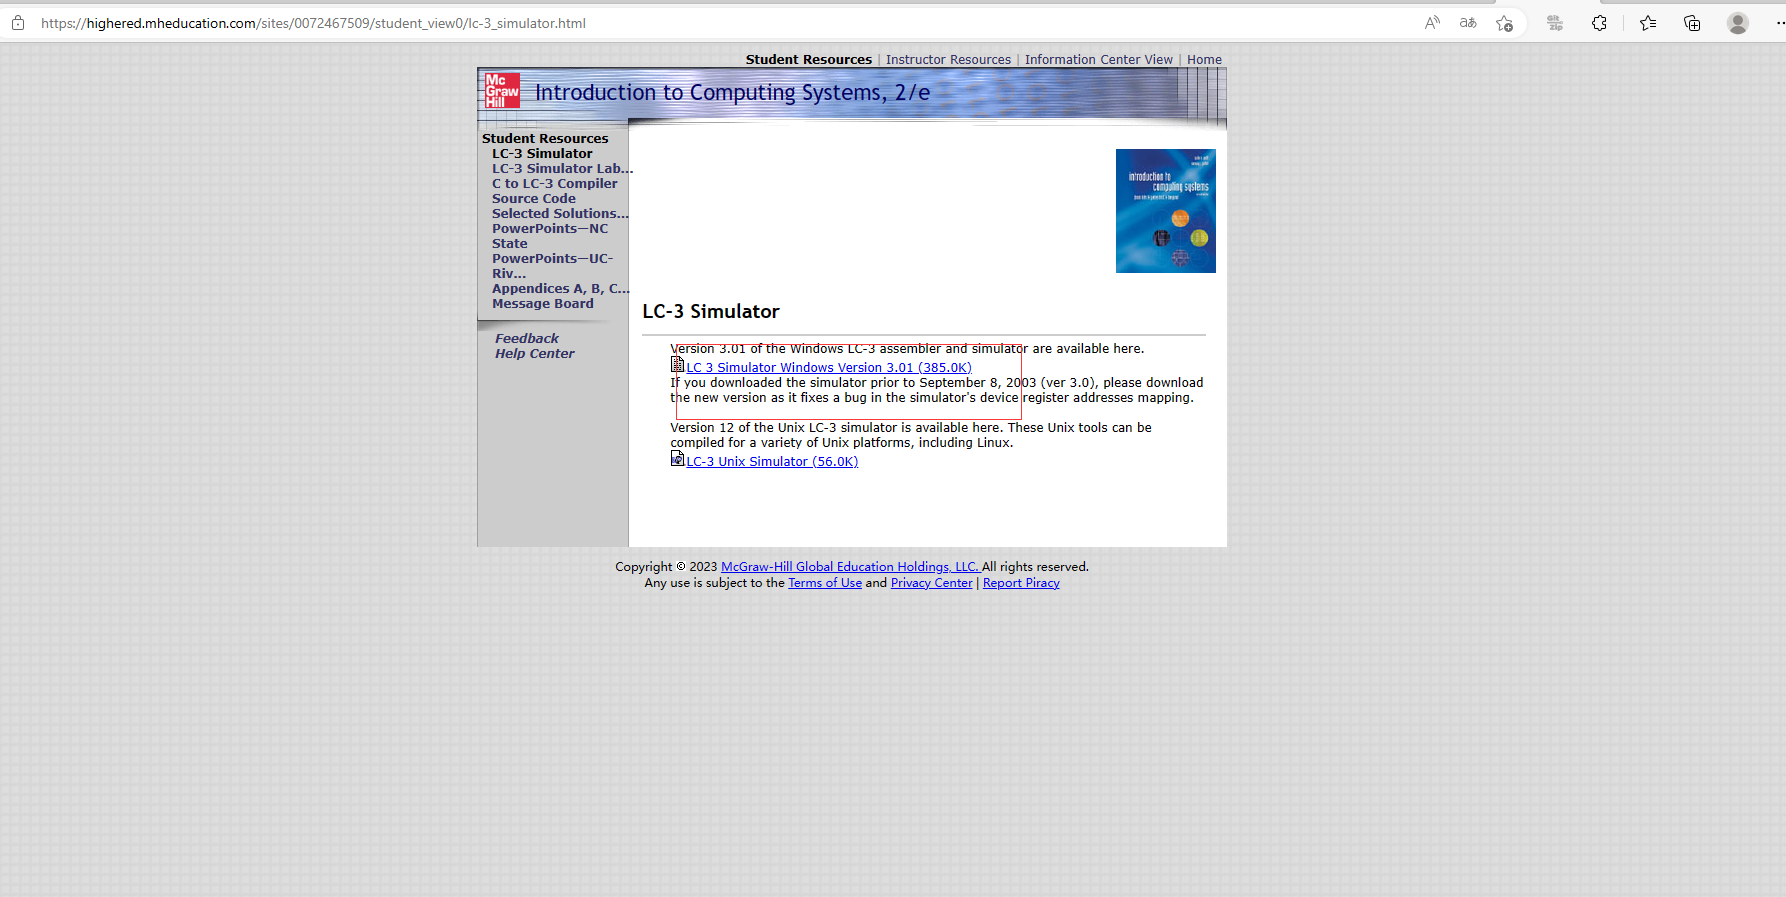 https://highered.mheducation.com/sites/0072467509/student_view0/lc-3_simulator.html
Student Resources | Instructor Resources | Information Center View | Home
Mc
Graw
Hill
Introduction to Computing Systems, 2/e
Student Resources
LC-3 Simulator
LC-3 Simulator Lab...
C to LC-3 Compiler
Source Code
Selected Solutions...
PowerPoints—NC
State
PowerPoints—UC-
Riv...
Appendices A, B, C...
Message Board
Feedback
Help Center
introduction to
computing systems
LC-3 Simulator
Version 3.01 of the Windows LC-3 assembler and simulator are available here.
LC 3 Simulator Windows Version 3.01 (385.0K)
If you downloaded the simulator prior to September 8, 2003 (ver 3.0), please download
the new version as it fixes a bug in the simulator's device register addresses mapping.
Version 12 of the Unix LC-3 simulator is available here. These Unix tools can be
compiled for a variety of Unix platforms, including Linux.
LC-3 Unix Simulator (56.0K)
Copyright © 2023 McGraw-Hill Global Education Holdings, LLC. All rights reserved.
Any use is subject to the Terms of Use and Privacy Center | Report Piracy